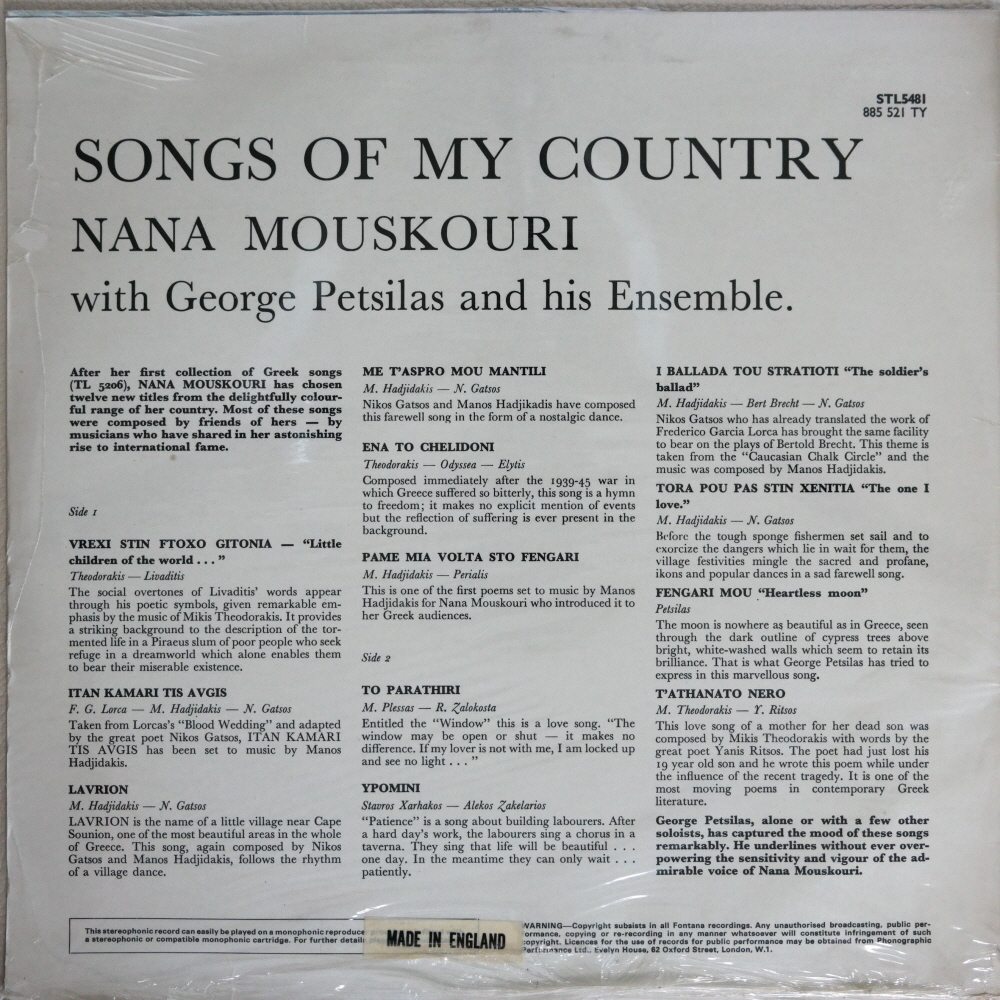 STL5481
885 521 TY
SONGS OF MY COUNTRY
NANA MOUSKOURI
with George Petsilas and his Ensemble.
After her first collection of Greek songs
(TL 5206), NANA MOUSKOURI has chosen
twelve new titles from the delightfully colour-
ful range of her country. Most of these songs
were composed by friends of hers — by
musicians who have shared in her astonishing
rise to international fame.
Side 1
VREXI STIN FTOXO GITONIA — “Little
children of the world . . . ”
Theodorakis — Livaditis
The social overtones of Livaditis’ words appear
through his poetic symbols, given remarkable em-
phasis by the music of Mikis Theodorakis. It provides
a striking background to the description of the tor-
mented life in a Piraeus slum of poor people who seek
refuge in a dreamworld which alone enables them
to bear their miserable existence.
ITAN KAMARI TIS AVGIS
F. G. Lorca — M. Hadjidakis — N. Gatsos
Taken from Lorcas’s “Blood Wedding” and adapted
by the great poet Nikos Gatsos, ITAN KAMARI
TIS AVGIS has been set to music by Manos
Hadjidakis.
LAVRION
M. Hadjidakis — N. Gatsos
LAVRION is the name of a little village near Cape
Sounion, one of the most beautiful areas in the whole
of Greece. This song, again composed by Nikos
Gatsos and Manos Hadjidakis, follows the rhythm
of a village dance.
ME T’ASPRO MOU MANTILI
M. Hadjidakis — N. Gatsos
Nikos Gatsos and Manos Hadjikadis have composed
this farewell song in the form of a nostalgic dance.
ENA TO CHELIDONI
Theodorakis — Odyssea — Elytis
Composed immediately after the 1939-45 war in
which Greece suffered so bitterly, this song is a hymn
to freedom; it makes no explicit mention of events
but the reflection of suffering is ever present in the
background.
PAME MIA VOLTA STO FENGARI
M. Hadjidakis — Perialis
This is one of the first poems set to music by Manos
Hadjidakis for Nana Mouskouri who introduced it to
her Greek audiences.
Side 2
TO PARATHIRI
M. Plessas — R. Zalokosta
Entitled the “Window” this is a love song. “The
window may be open or shut — it makes no
difference. If my lover is not with me, I am locked up
and see no light . . . ”
YPOMINI
Stavros Xarhakos — Alekos Zakelarios
“Patience” is a song about building labourers. After
a hard day’s work, the labourers sing a chorus in a
taverna. They sing that life will be beautiful . . .
one day. In the meantime they can only wait . . .
patiently.
I BALLADA TOU STRATIOTI “The soldier’s
ballad”
M. Hadjidakis — Bert Brecht — N. Gatsos
Nikos Gatsos who has already translated the work of
Frederico Garcia Lorca has brought the same facility
to bear on the plays of Bertold Brecht. This theme is
taken from the “Caucasian Chalk Circle” and the
music was composed by Manos Hadjidakis.
TORA POU PAS STIN XENITIA “The one I
love.”
M. Hadjidakis — N. Gatsos
Before the tough sponge fishermen set sail and to
exorcize the dangers which lie in wait for them, the
village festivities mingle the sacred and profane,
ikons and popular dances in a sad farewell song.
FENGARI MOU “Heartless moon”
Petsilas
The moon is nowhere as beautiful as in Greece, seen
through the dark outline of cypress trees above
bright, white-washed walls which seem to retain its
brilliance. That is what George Petsilas has tried to
express in this marvellous song.
T’ATHANATO NERO
M. Theodorakis — Y. Ritsos
This love song of a mother for her dead son was
composed by Mikis Theodorakis with words by the
great poet Yanis Ritsos. The poet had just lost his
19 year old son and he wrote this poem while under
the influence of the recent tragedy. It is one of the
most moving poems in contemporary Greek
literature.
George Petsilas, alone or with a few other
soloists, has captured the mood of these songs
remarkably. He underlines without ever over-
powering the sensitivity and vigour of the ad-
mirable voice of Nana Mouskouri.
This stereophonic record can easily be played on a monophonic reproduce
a stereophonic or compatible monophonic cartridge. For further detail
MADE IN ENGLAND
WARNING—Copyright subsists in all Fontana recordings. Any unauthorised broadcasting, public per-
formance, copying or re-recording in any manner whatsoever will constitute infringement of such
copyright. Licences for the use of records for public performance may be obtained from Phonographic
Performance Ltd., Evelyn House, 62 Oxford Street, London, W.1.